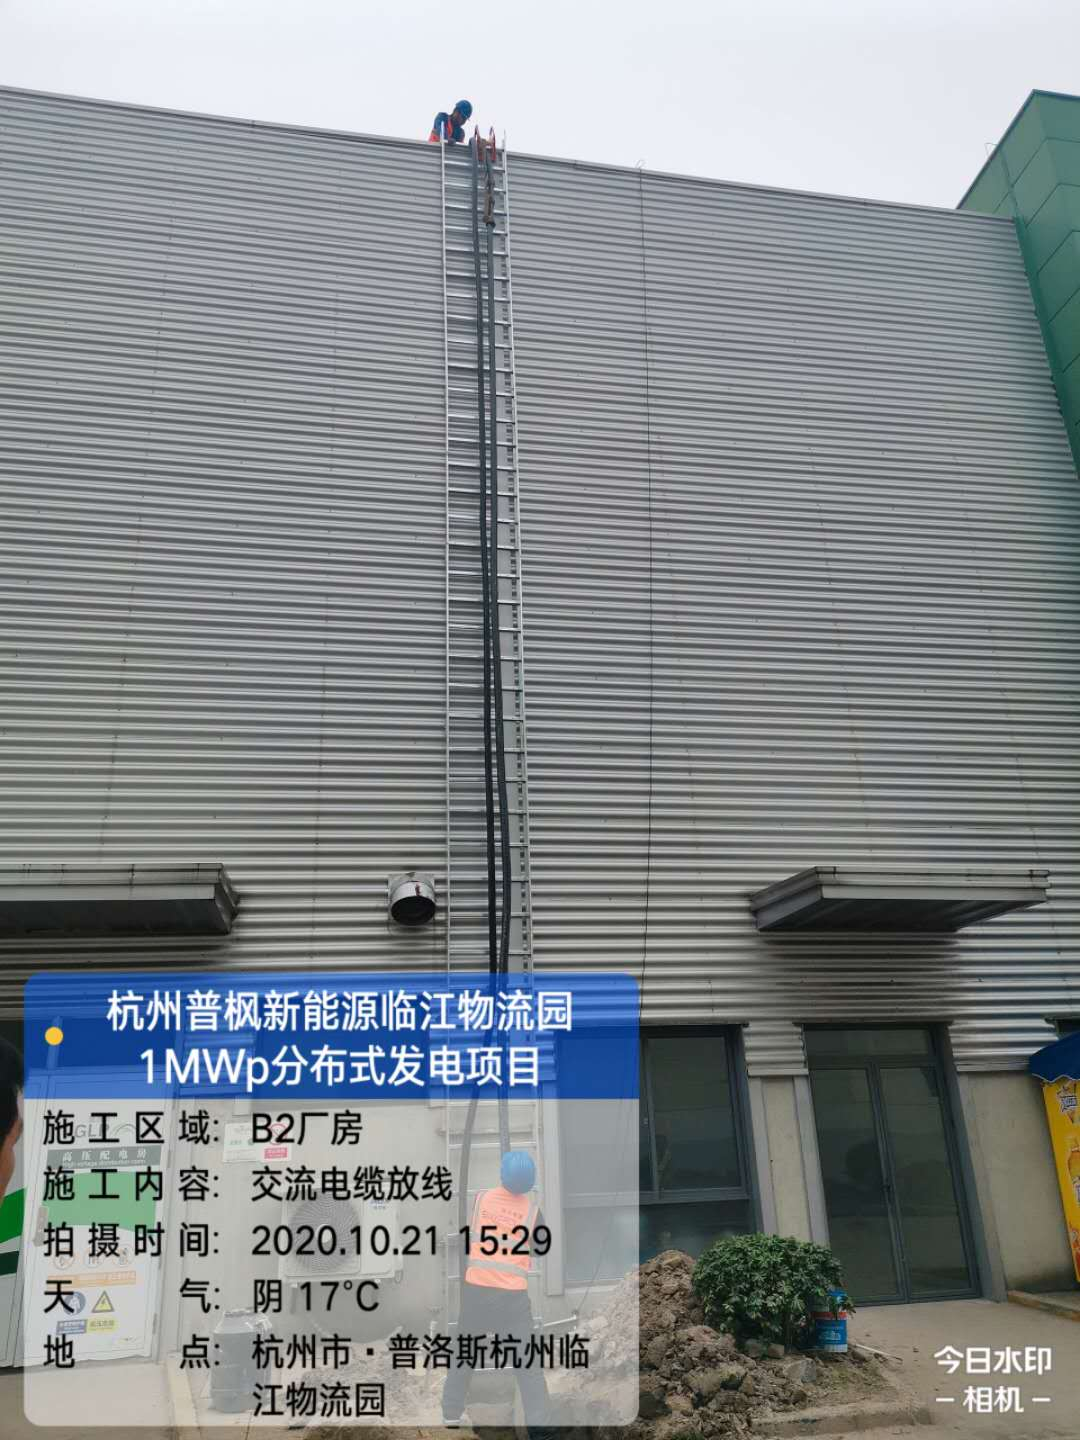 杭州普枫新能源临江物流园
1MWp分布式发电项目
施工区域: B2厂房
施工内容: 交流电缆放线
拍摄时间: 2020.10.21 15:29
天气: 阴 17°C
地点: 杭州市·普洛斯杭州临
江物流园
GLP
高压配电房
今日水印
相机